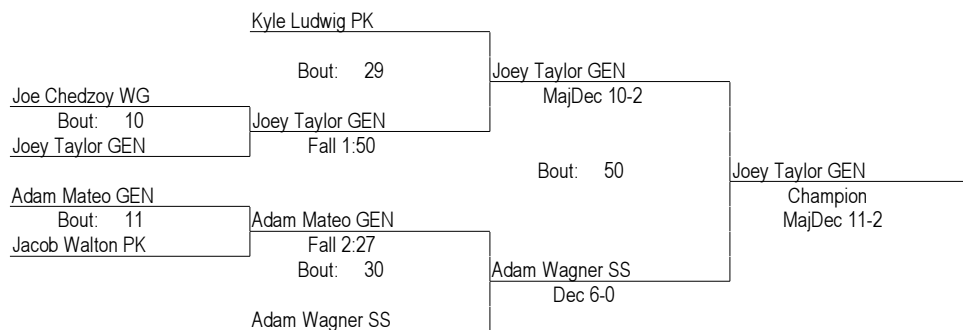 Kyle Ludwig PK
Bout: 29
Joey Taylor GEN
MajDec 10-2
Joe Chedzoy WG
Bout: 10
Joey Taylor GEN
Joey Taylor GEN
Fall 1:50
Bout: 50
Joey Taylor GEN
Champion
MajDec 11-2
Adam Mateo GEN
Bout: 11
Jacob Walton PK
Adam Mateo GEN
Fall 2:27
Bout: 30
Adam Wagner SS
Dec 6-0
Adam Wagner SS